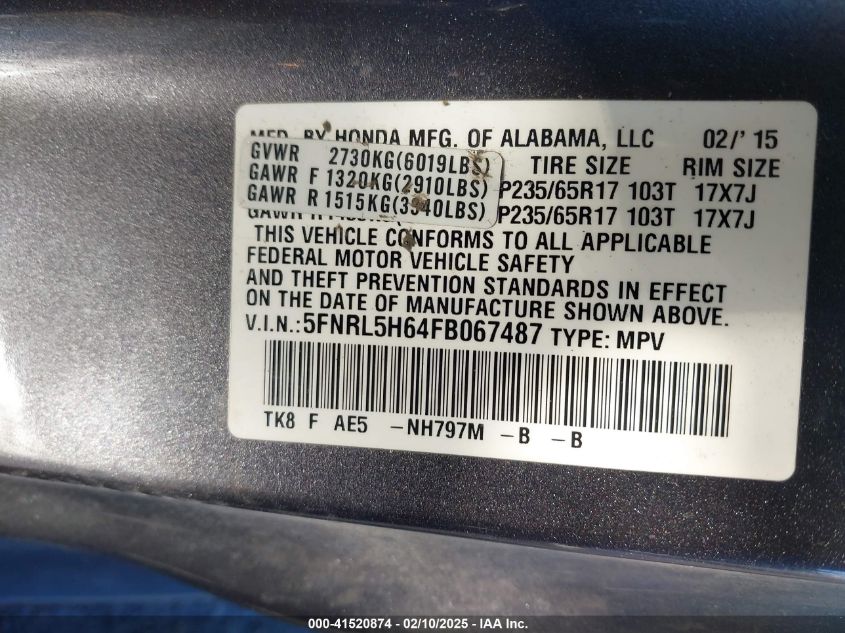 MFD. BY HONDA MFG. OF ALABAMA, LLC 02/'15
GVWR 2730KG(6019LBS) TIRE SIZE RIM SIZE
GAWR F 1320KG(2910LBS) P235/65R17 103T 17X7J
GAWR R 1515KG(3340LBS) P235/65R17 103T 17X7J
GAWR R
THIS VEHICLE CONFORMS TO ALL APPLICABLE
FEDERAL MOTOR VEHICLE SAFETY
AND THEFT PREVENTION STANDARDS IN EFFECT
ON THE DATE OF MANUFACTURE SHOWN ABOVE.
V.I.N.:5FNRL5H64FB067487 TYPE: MPV
TK8 F AE5 -NH797M -B -B
000-41520874 — 02/10/2025 — IAA Inc.